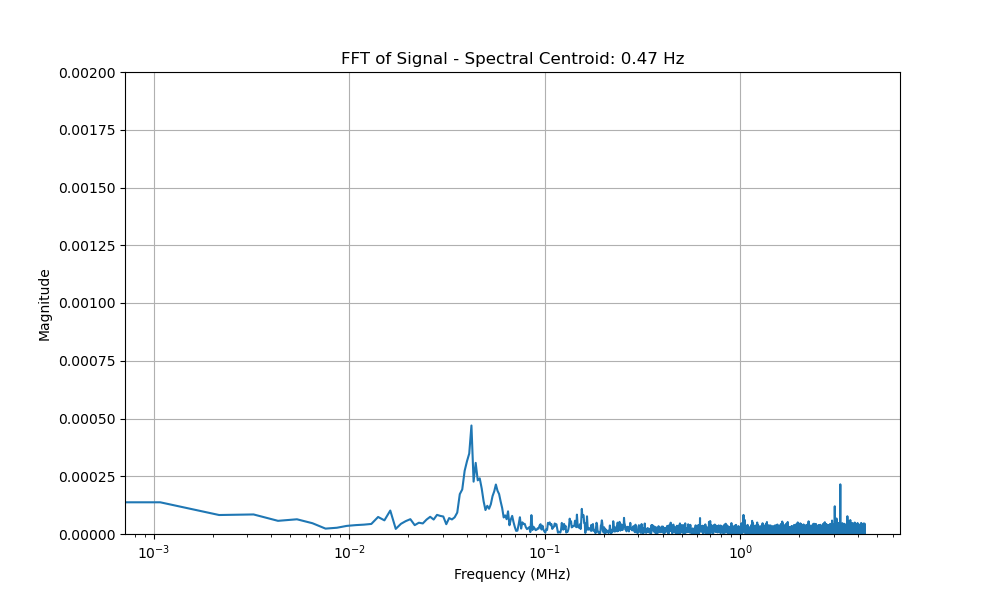 FFT of Signal - Spectral Centroid: 0.47 Hz
0.00200
0.00175
0.00150
0.00125
0.00100
0.00075
0.00050
0.00025
0.00000
Magnitude
10⁻³ 10⁻² 10⁻¹ 10⁰
Frequency (MHz)